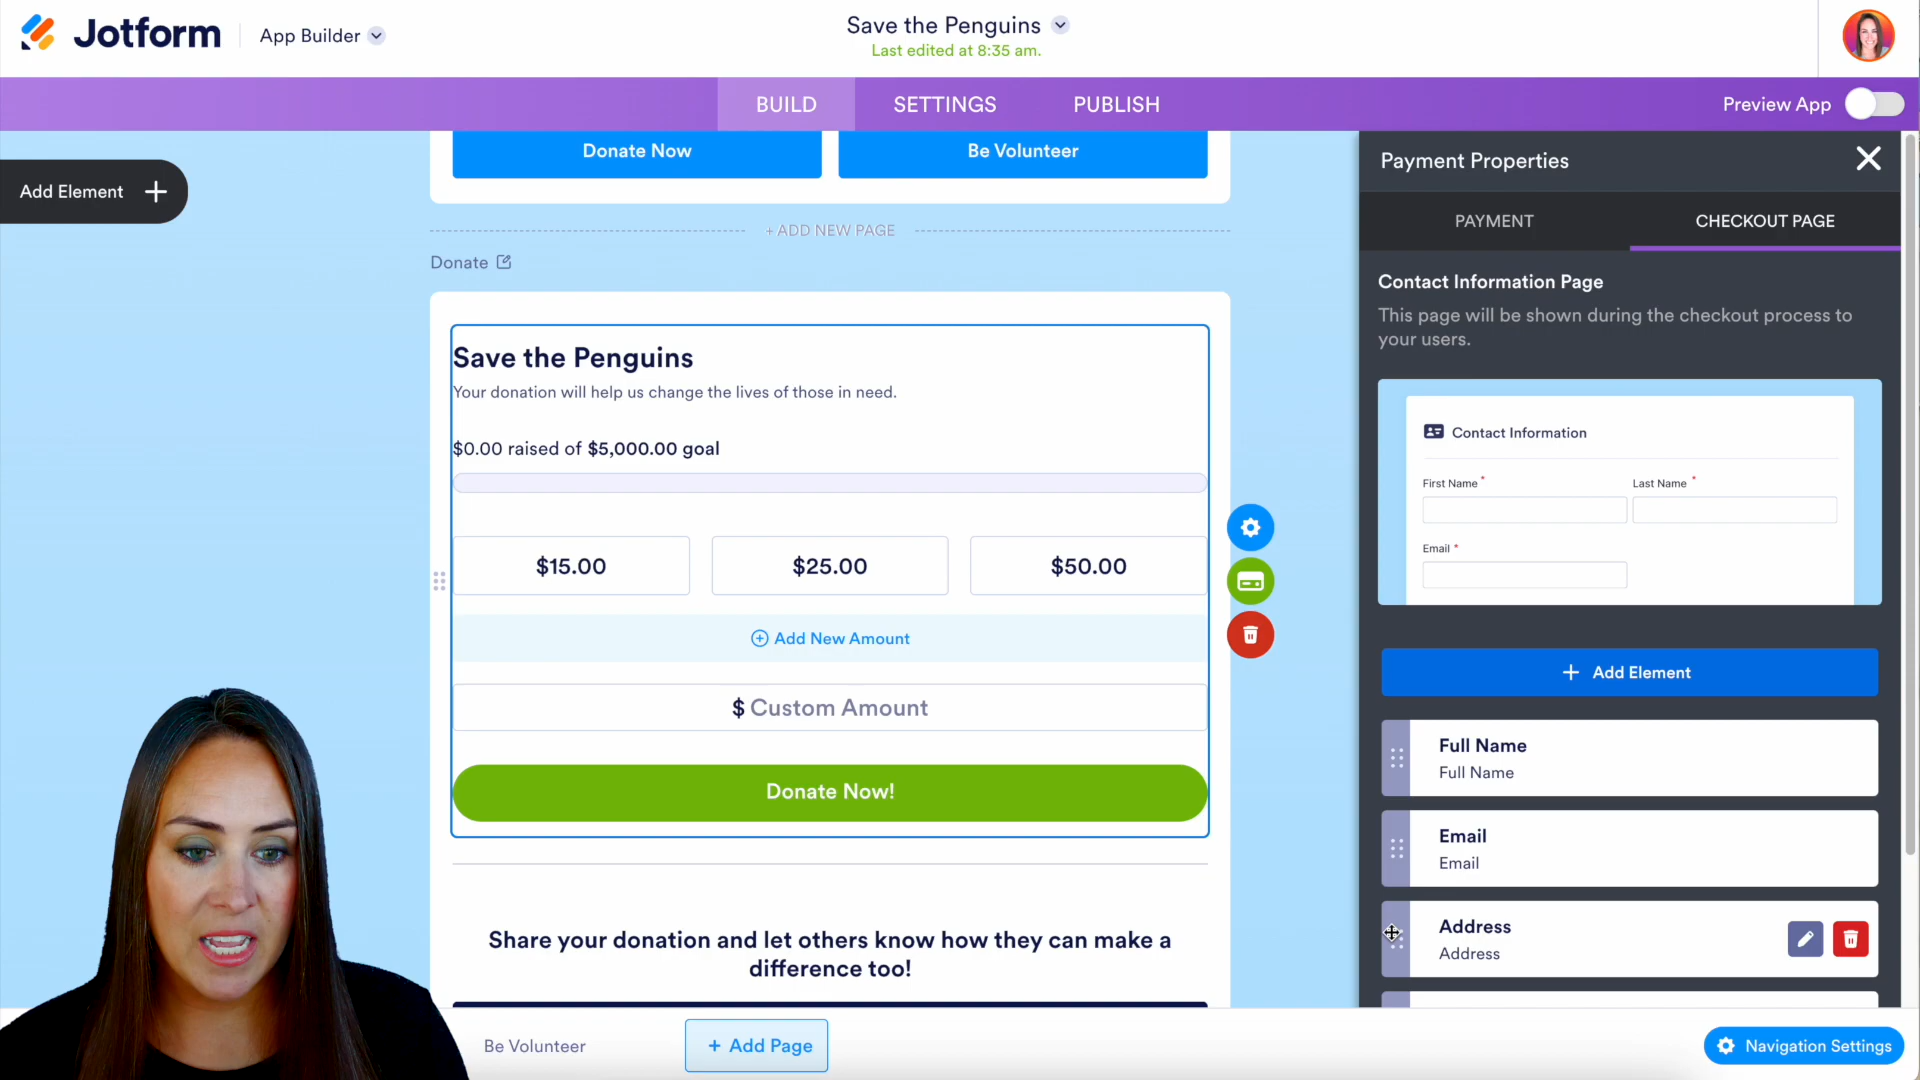 Jotform
App Builder
Save the Penguins
Last edited at 8:35 am.
BUILD
SETTINGS
PUBLISH
Preview App
Add Element
Donate Now
Be Volunteer
+ ADD NEW PAGE
Donate
Save the Penguins
Your donation will help us change the lives of those in need.
$0.00 raised of $5,000.00 goal
$15.00
$25.00
$50.00
Add New Amount
$ Custom Amount
Donate Now!
Share your donation and let others know how they can make a
difference too!
Be Volunteer
+ Add Page
Payment Properties
PAYMENT
CHECKOUT PAGE
Contact Information Page
This page will be shown during the checkout process to
your users.
Contact Information
First Name *
Last Name *
Email *
+ Add Element
Full Name
Full Name
Email
Email
Address
Address
Navigation Settings